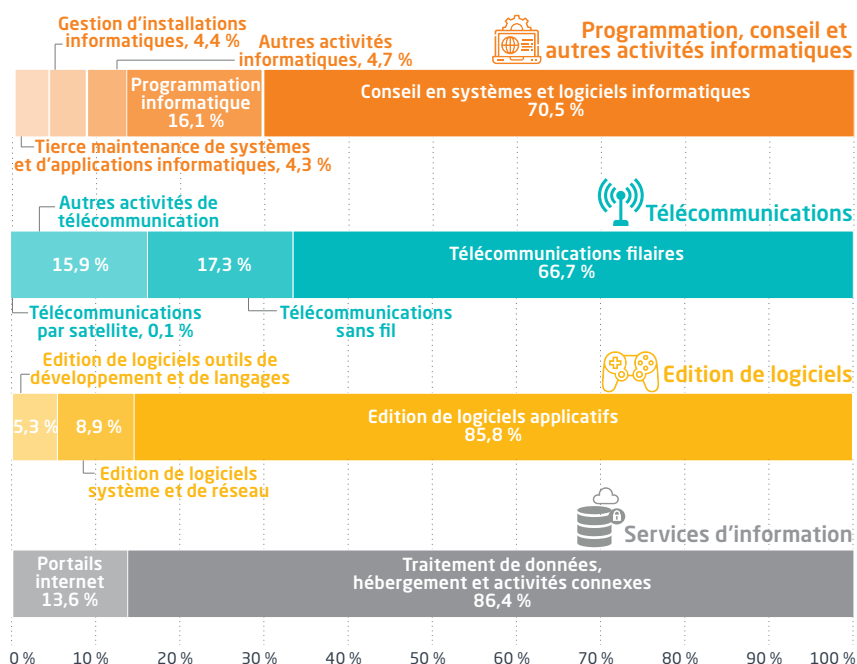 Programmation, conseil et
autres activités informatiques
Gestion d'installations
informatiques, 4,4 %
Autres activités
informatiques, 4,7 %
Programmation
informatique
16,1 %
Conseil en systèmes et logiciels informatiques
70,5 %
Tierce maintenance de systèmes
et d'applications informatiques, 4,3 %
Télécommunications
Autres activités de
télécommunication
15,9 %
17,3 %
Télécommunications filaires
66,7 %
Télécommunications
par satellite, 0,1 %
Télécommunications
sans fil
Edition de logiciels
Edition de logiciels outils de
développement et de langages
5,3 %
8,9 %
Edition de logiciels applicatifs
85,8 %
Edition de logiciels
système et de réseau
Services d'information
Portails
internet
13,6 %
Traitement de données,
hébergement et activités connexes
86,4 %
0 % 10 % 20 % 30 % 40 % 50 % 60 % 70 % 80 % 90 % 100 %